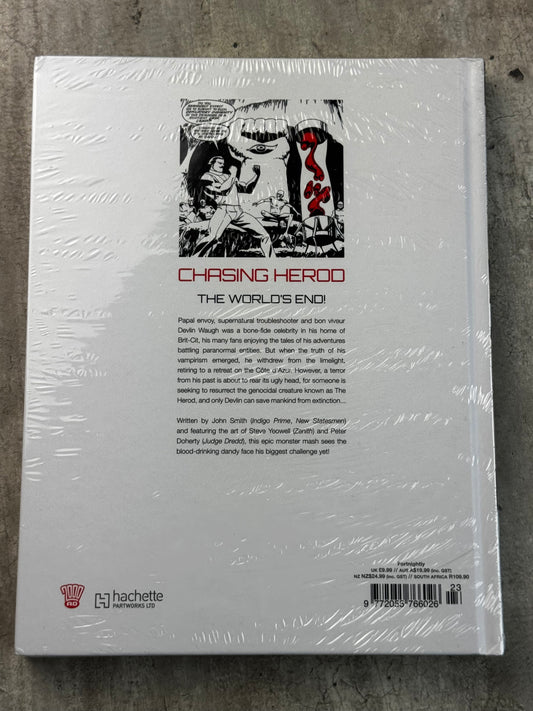 CHASING HEROD
THE WORLD'S END!
Papal envoy, supernatural troubleshooter and bon viveur
Devlin Waugh was a bone-fide celebrity in his home of
Brit-Cit, his many fans enjoying the tales of his adventures
battling paranormal entities. But when the truth of his
vampirism emerged, he withdrew from the limelight,
retiring to a retreat on the Côte d'Azur. However, a terror
from his past is about to rear its ugly head, for someone is
seeking to resurrect the genocidal creature known as The
Herod, and only Devlin can save mankind from extinction...
Written by John Smith (Indigo Prime, New Statesmen)
and featuring the art of Steve Yeowell (Zenith) and Peter
Doherty (Judge Dredd), this epic monster mash sees the
blood-drinking dandy face his biggest challenge yet!
Fortnightly
UK £9.99 // AUS A$19.99 (inc. GST)
NZ NZ$24.99 (inc. GST) // SOUTH AFRICA R109.90
23
9 772055 766026
2000 AD
hachette
PARTWORKS LTD